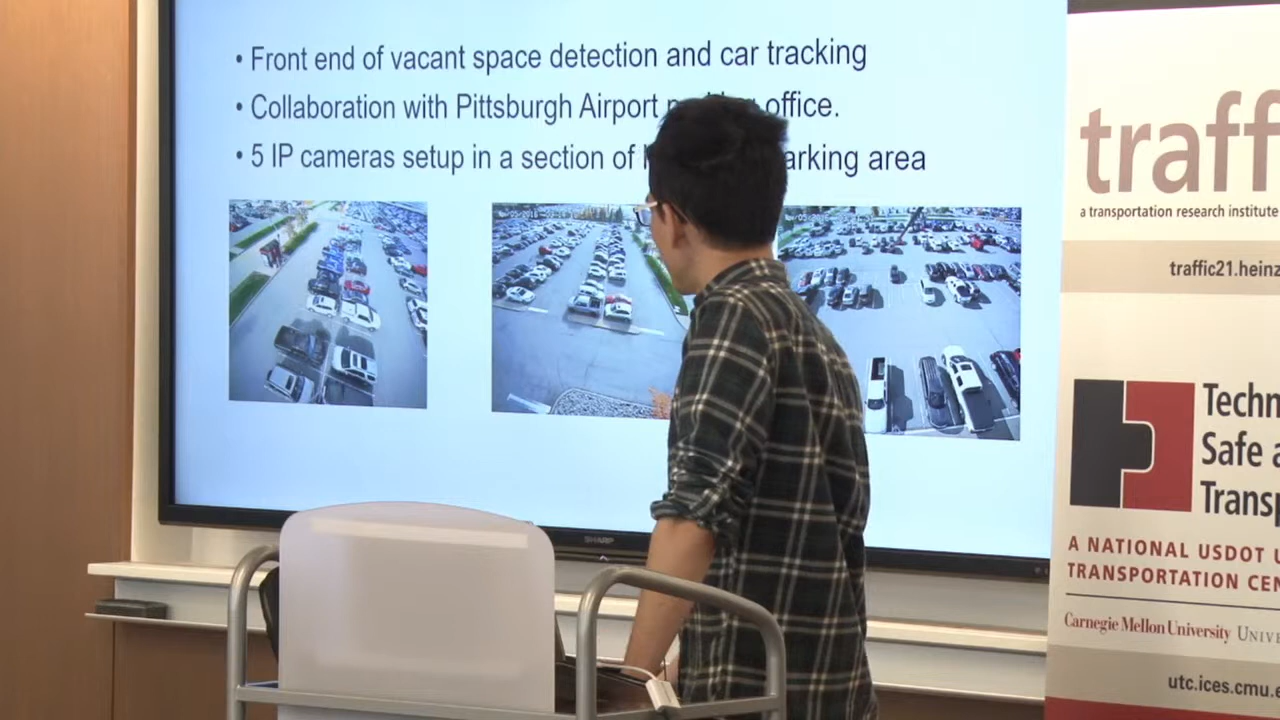 • Front end of vacant space detection and car tracking
• Collaboration with Pittsburgh Airport office.
• 5 IP cameras setup in a section of arking area
SHARP
traff
a transportation research institute
traffic21.heinz
Techn
Safe a
Transp
A NATIONAL USDOT U
TRANSPORTATION CEN
Carnegie Mellon University UNIVE
utc.ices.cmu.e